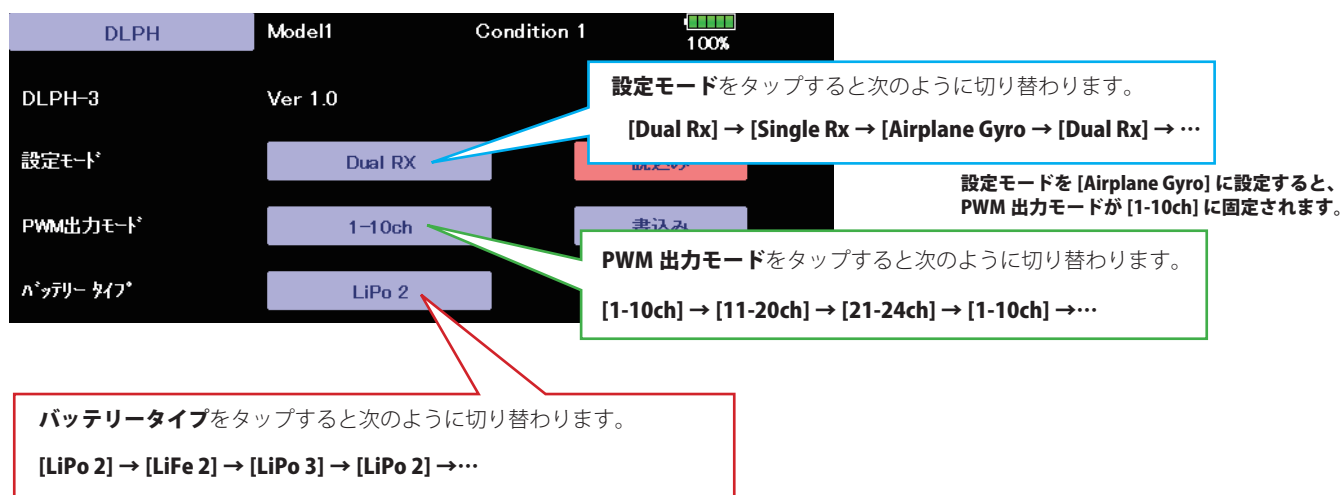 DLPH Model1 Condition 1 100%
DLPH-3 Ver 1.0
設定モードをタップすると次のように切り替わります。
[Dual Rx] → [Single Rx → [Airplane Gyro → [Dual Rx] → …
設定モード Dual RX
設定モードを [Airplane Gyro] に設定すると、
PWM 出力モードが [1-10ch] に固定されます。
PWM出力モード 1-10ch
PWM 出力モードをタップすると次のように切り替わります。
[1-10ch] → [11-20ch] → [21-24ch] → [1-10ch] →…
バッテリー タイプ LiPo 2
バッテリータイプをタップすると次のように切り替わります。
[LiPo 2] → [LiFe 2] → [LiPo 3] → [LiPo 2] →…